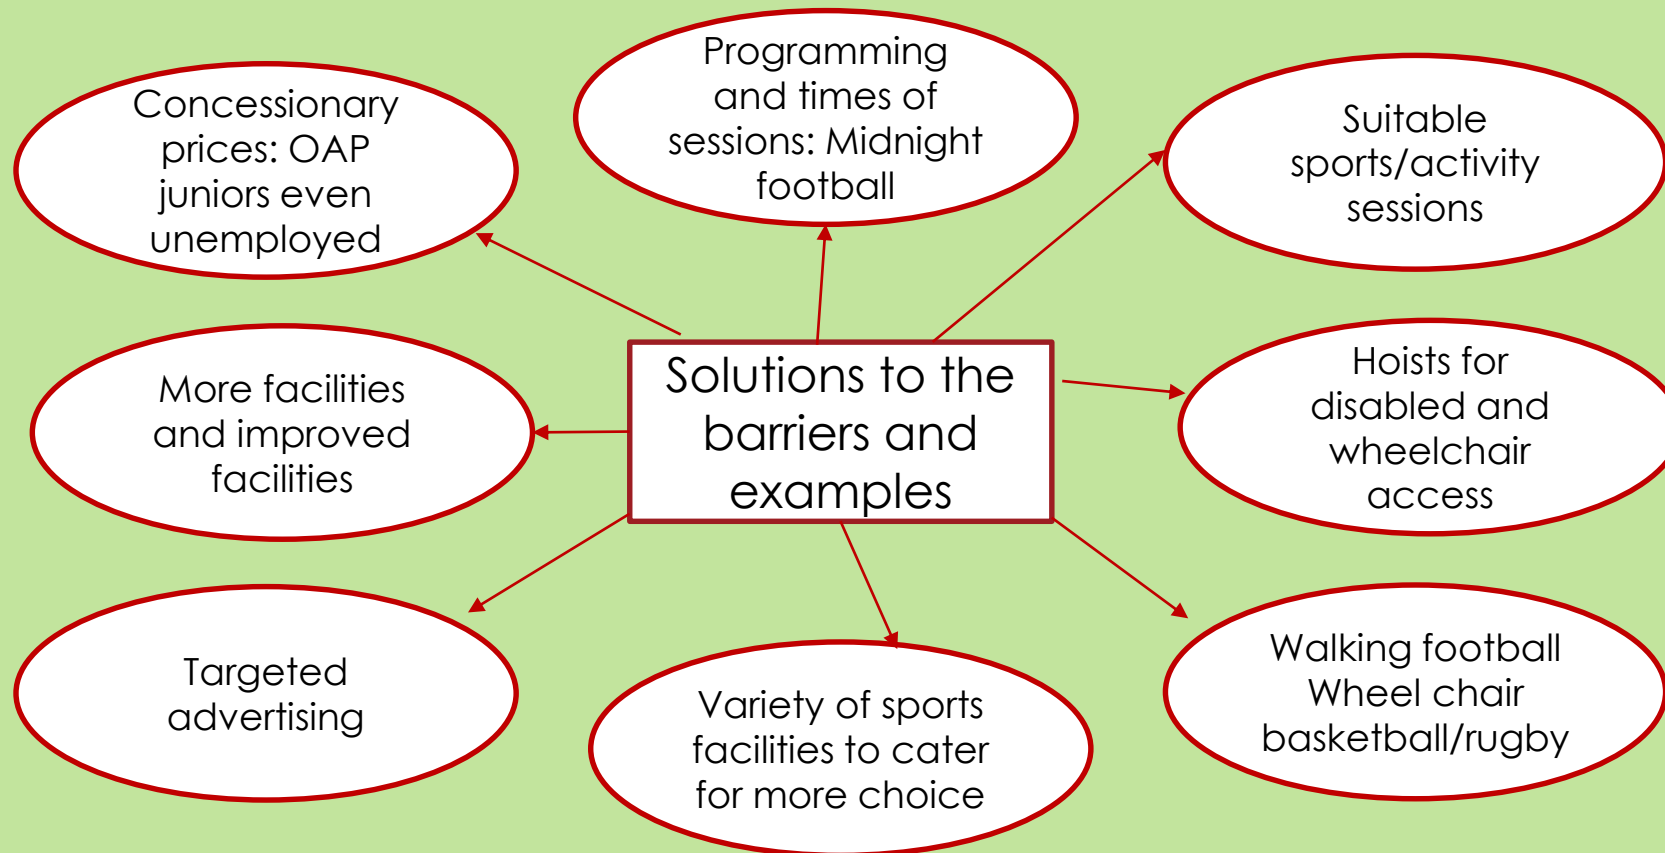 Concessionary
prices: OAP
juniors even
unemployed
Programming
and times of
sessions: Midnight
football
Suitable
sports/activity
sessions
More facilities
and improved
facilities
Solutions to the
barriers and
examples
Hoists for
disabled and
wheelchair
access
Targeted
advertising
Variety of sports
facilities to cater
for more choice
Walking football
Wheel chair
basketball/rugby